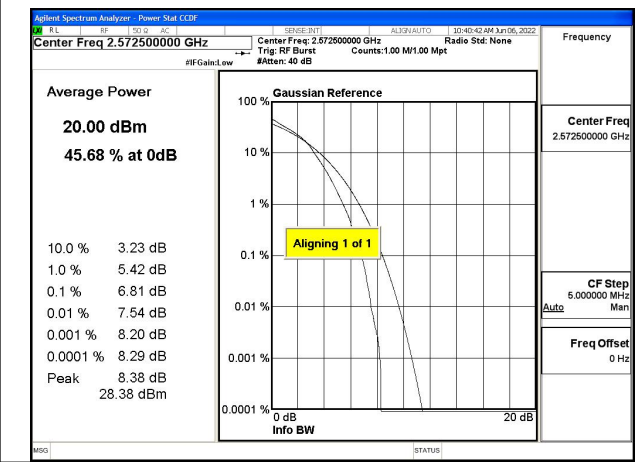 Agilent Spectrum Analyzer - Power Stat CCDF
LXI RL RF 50 Ω AC SENSE:INT ALIGN AUTO 10:40:42 AM Jun 06, 2022
Center Freq 2.572500000 GHz
Center Freq: 2.572500000 GHz Radio Std: None
Trig: RF Burst Counts:1.00 M/1.00 Mpt
#IFGain:Low #Atten: 40 dB
Frequency
Average Power
20.00 dBm
45.68 % at 0dB
10.0 % 3.23 dB
1.0 % 5.42 dB
0.1 % 6.81 dB
0.01 % 7.54 dB
0.001 % 8.20 dB
0.0001 % 8.29 dB
Peak 8.38 dB
28.38 dBm
Gaussian Reference
100 %
10 %
1 %
0.1 %
0.01 %
0.001 %
0.0001 %
Aligning 1 of 1
0 dB 20 dB
Info BW
Center Freq
2.572500000 GHz
CF Step
5.000000 MHz
Auto Man
Freq Offset
0 Hz
MSG STATUS